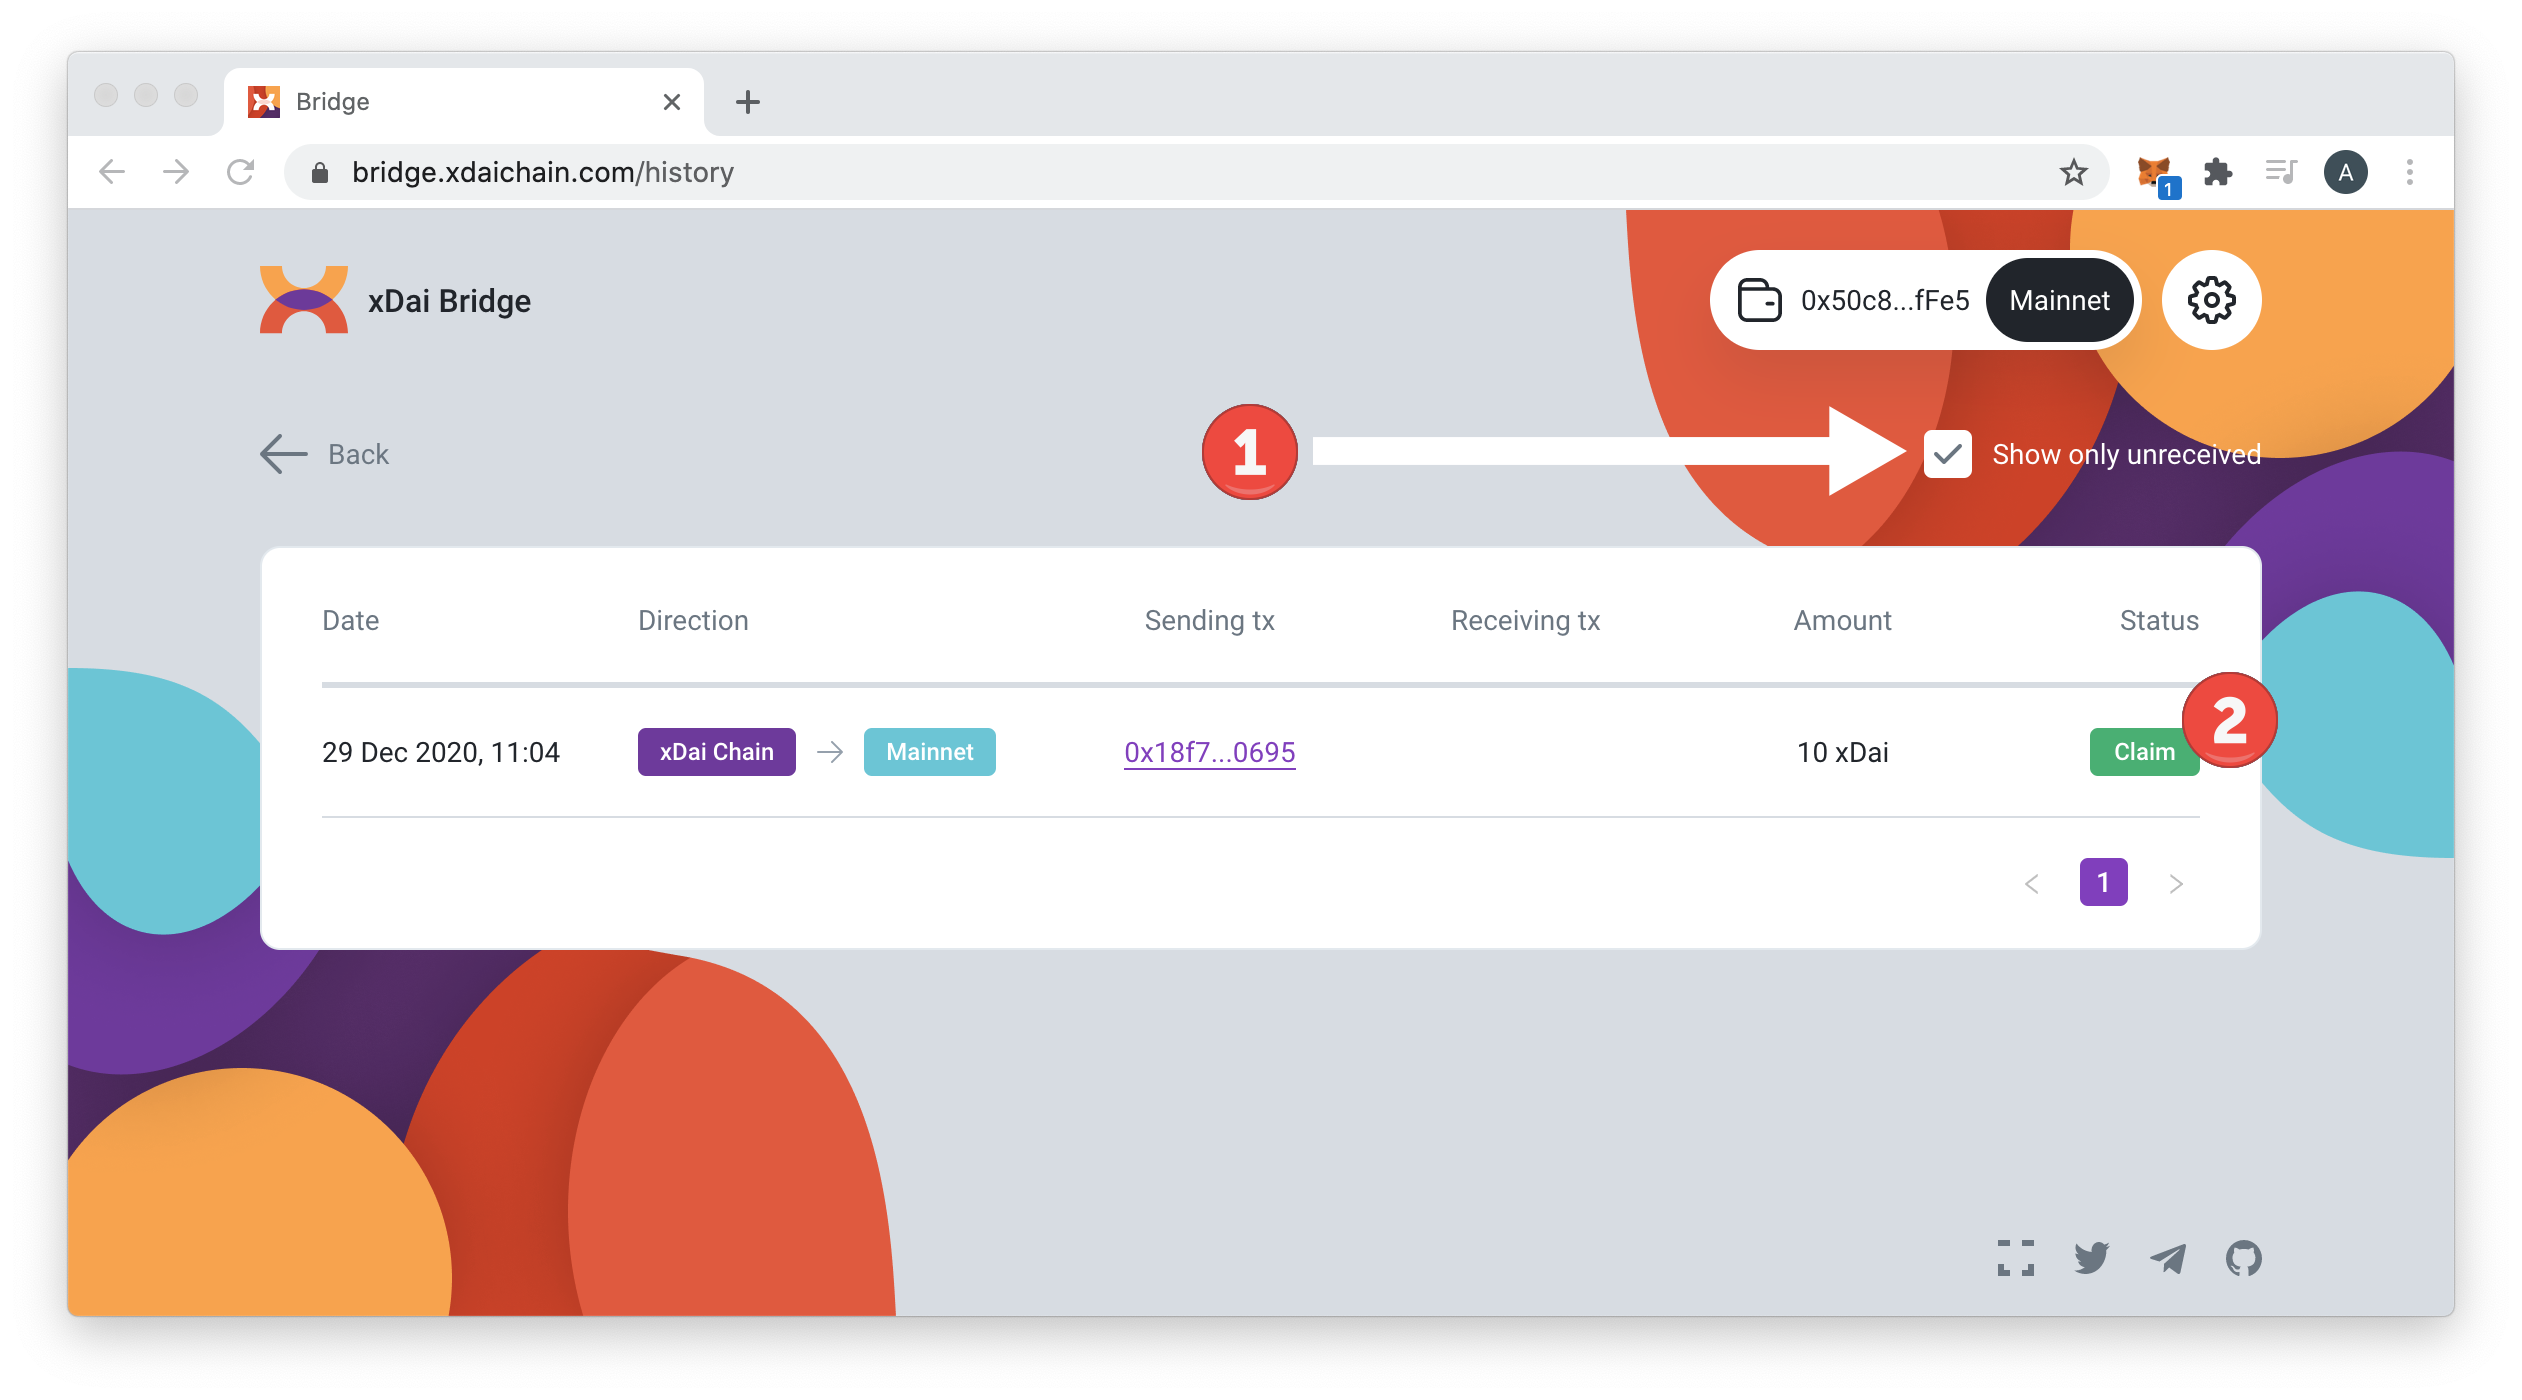 Bridge
bridge.xdaichain.com/history
1
A
xDai Bridge
0x50c8...fFe5
Mainnet
Back
1
Show only unreceived
Date Direction Sending tx Receiving tx Amount Status
2
29 Dec 2020, 11:04 xDai Chain Mainnet 0x18f7...0695 10 xDai Claim
1